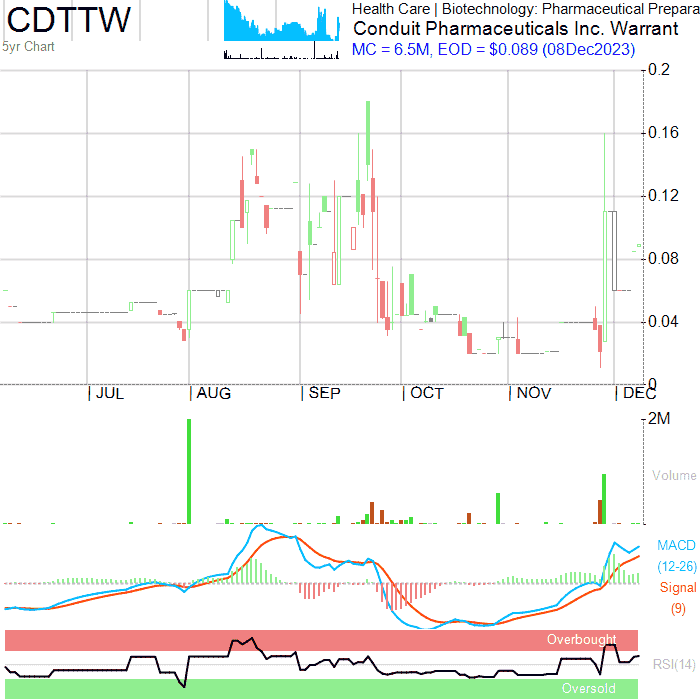 CDTTW
5yr Chart
Health Care | Biotechnology: Pharmaceutical Prepara
Conduit Pharmaceuticals Inc. Warrant
MC = 6.5M, EOD = $0.089 (08Dec2023)
0.2
0.16
0.12
0.08
0.04
0
JUL AUG SEP OCT NOV DEC
2M
Volume
MACD
(12-26)
Signal
(9)
Overbought
RSI(14)
Oversold